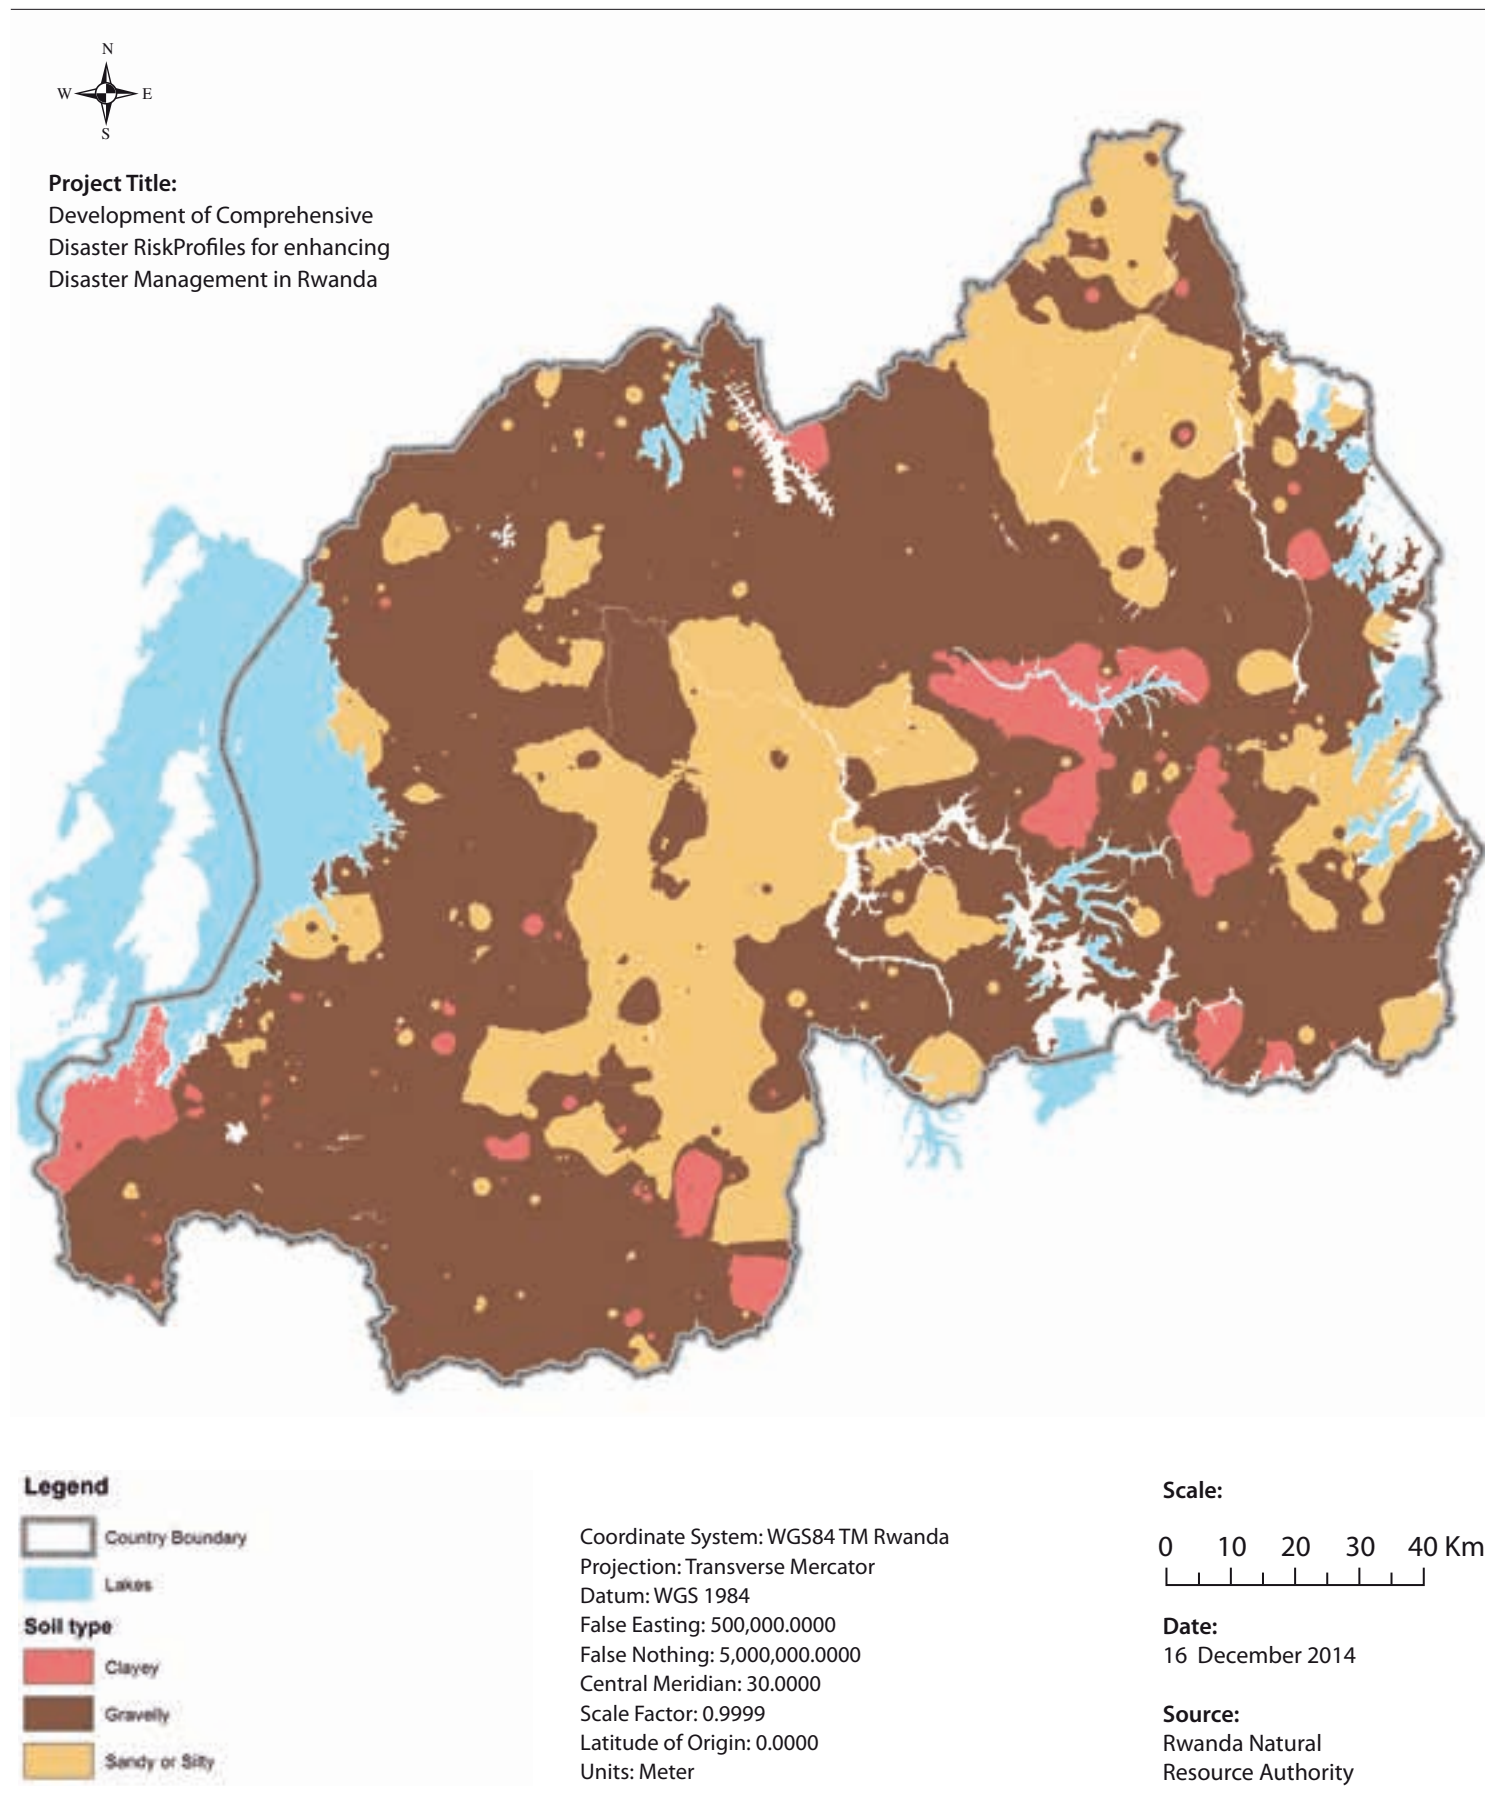 N
W E
S
Project Title:
Development of Comprehensive
Disaster RiskProfiles for enhancing
Disaster Management in Rwanda
Legend
Country Boundary
Lakes
Soil type
Clayey
Gravelly
Sandy or Silty
Coordinate System: WGS84 TM Rwanda
Projection: Transverse Mercator
Datum: WGS 1984
False Easting: 500,000.0000
False Nothing: 5,000,000.0000
Central Meridian: 30.0000
Scale Factor: 0.9999
Latitude of Origin: 0.0000
Units: Meter
Scale:
0 10 20 30 40 Km
Date:
16 December 2014
Source:
Rwanda Natural
Resource Authority